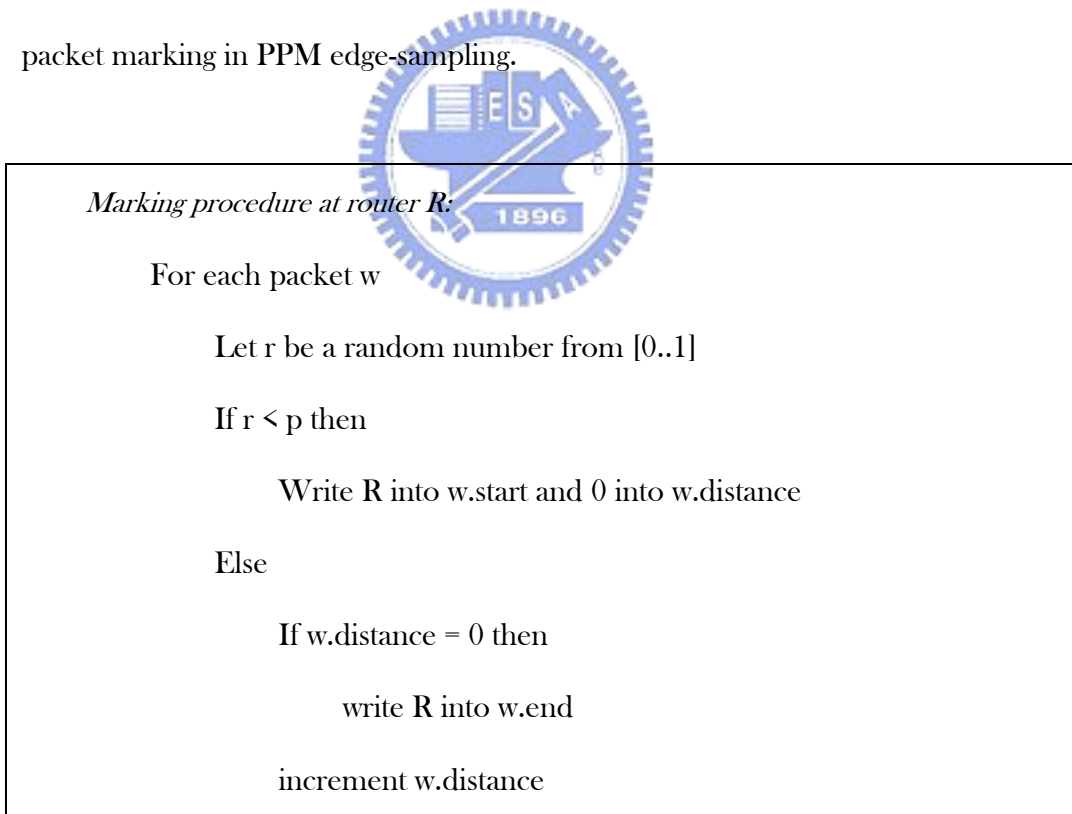 packet marking in PPM edge-sampling.
E S A
1896
Marking procedure at router R:
For each packet w
Let r be a random number from [0..1]
If r < p then
Write R into w.start and 0 into w.distance
Else
If w.distance = 0 then
write R into w.end
increment w.distance